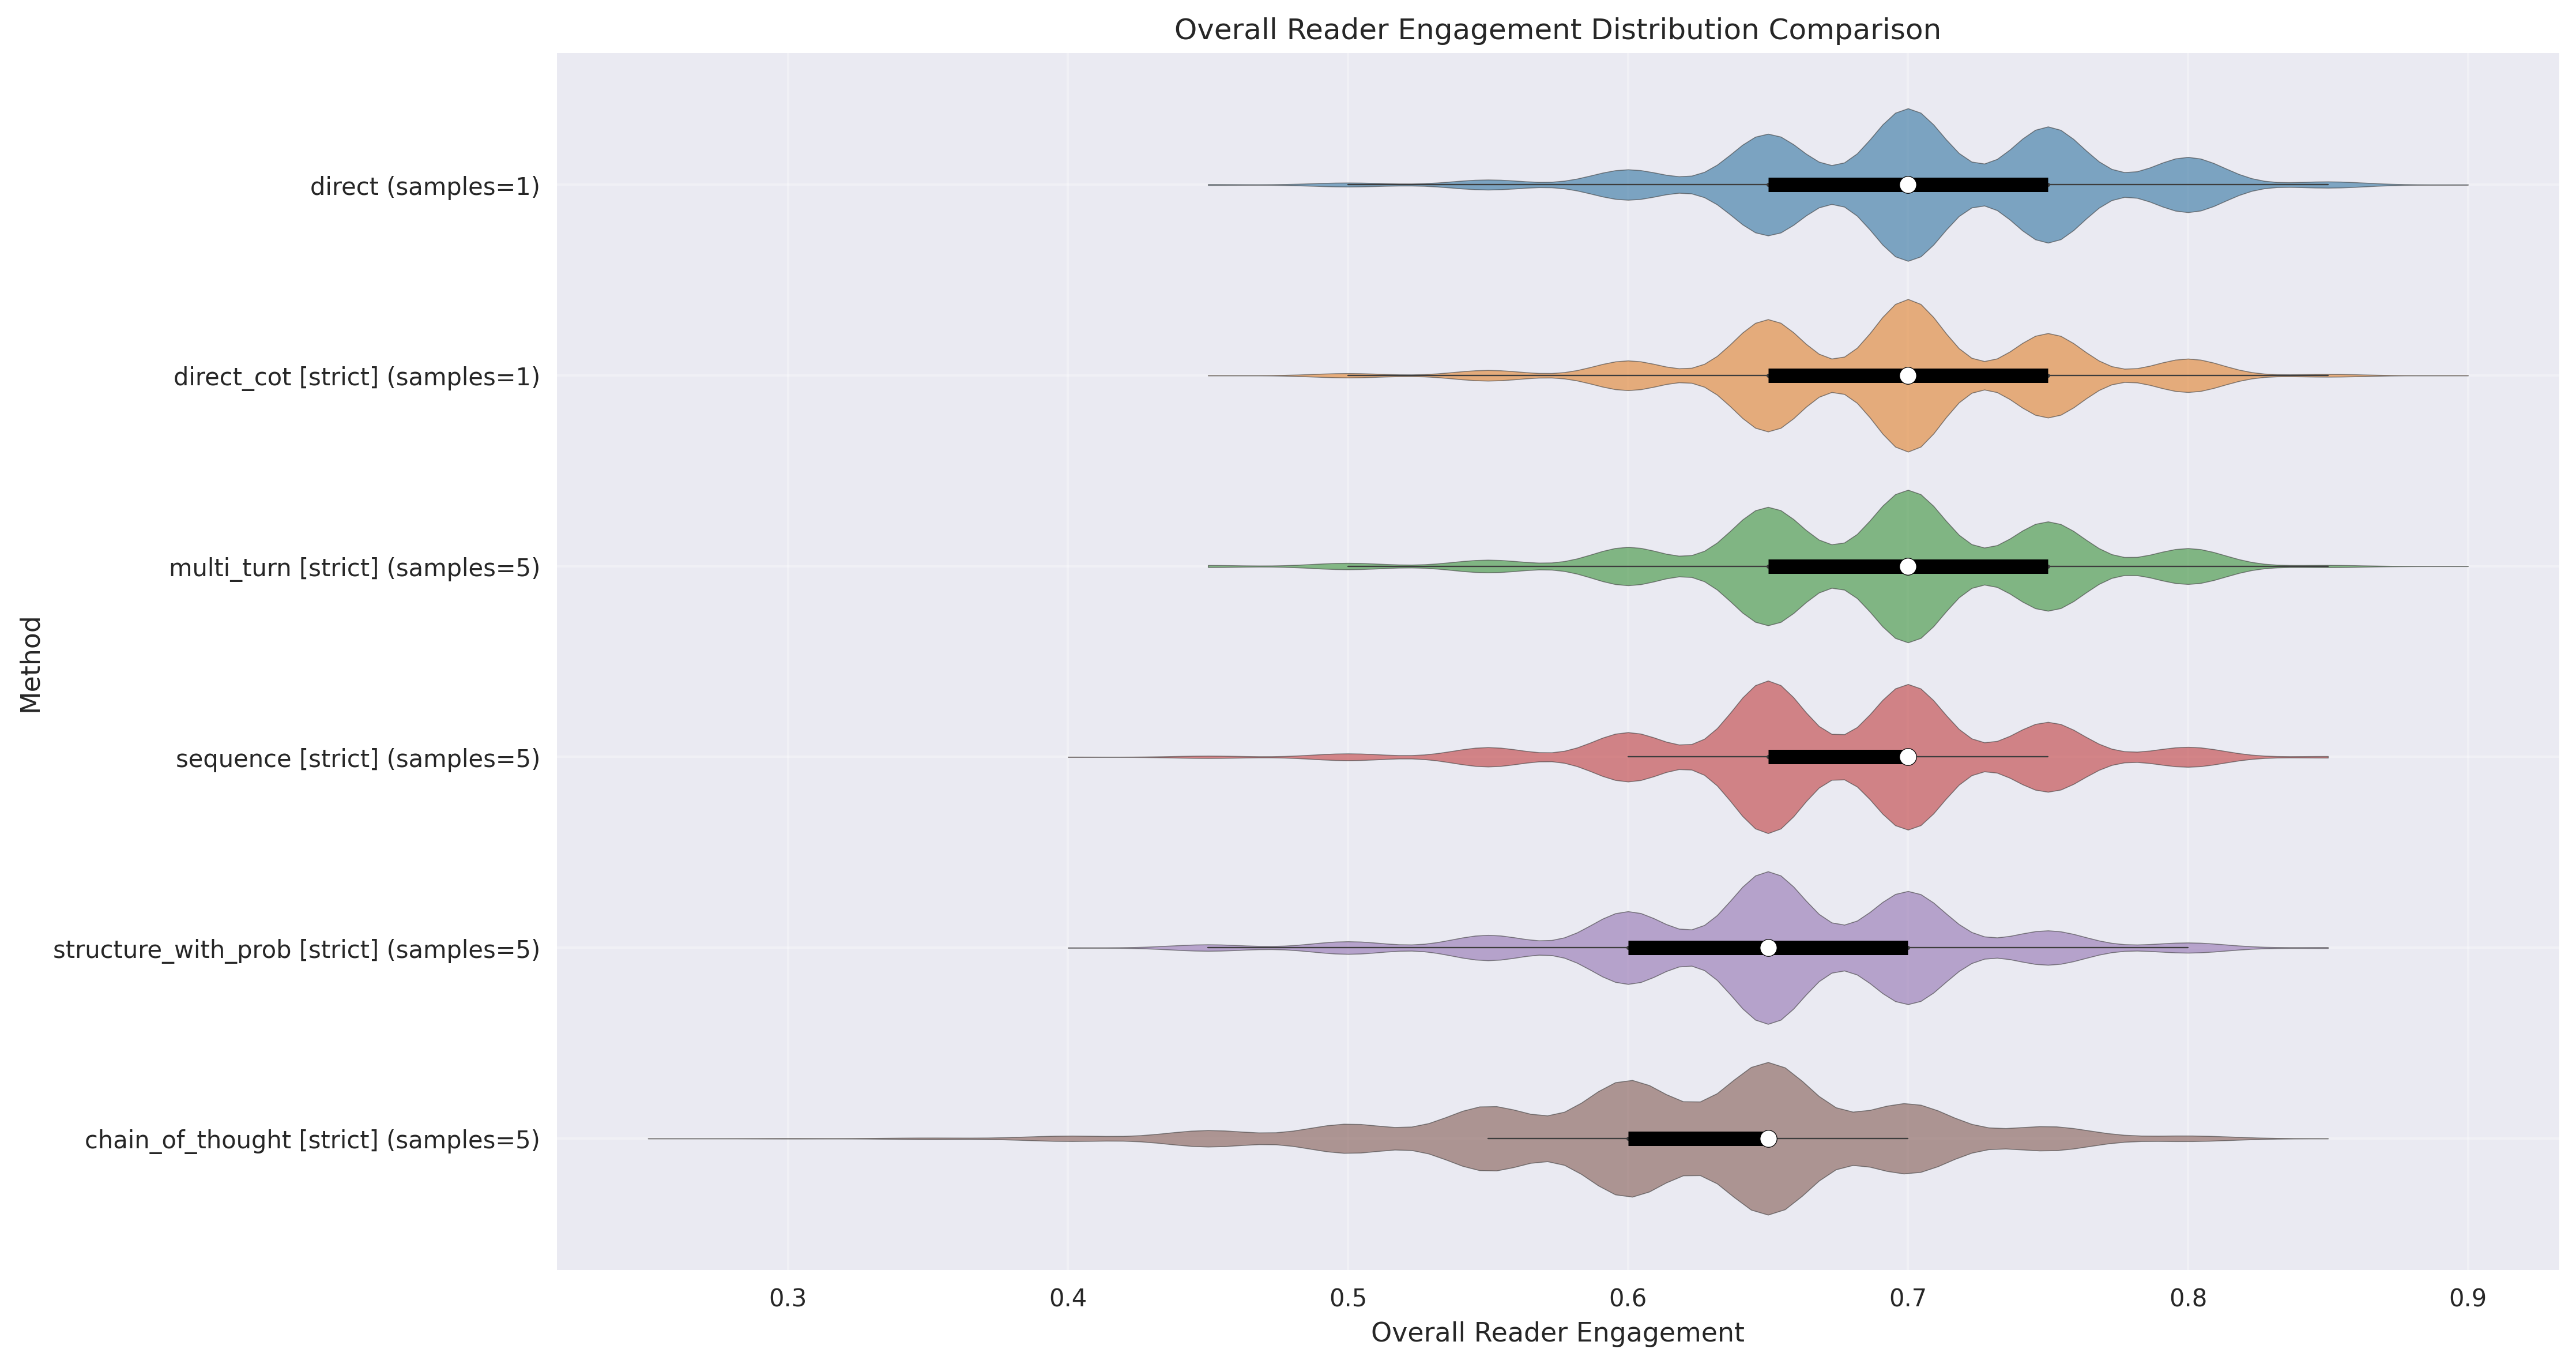 Overall Reader Engagement Distribution Comparison
Method
direct (samples=1)
direct_cot [strict] (samples=1)
multi_turn [strict] (samples=5)
sequence [strict] (samples=5)
structure_with_prob [strict] (samples=5)
chain_of_thought [strict] (samples=5)
0.3 0.4 0.5 0.6 0.7 0.8 0.9
Overall Reader Engagement